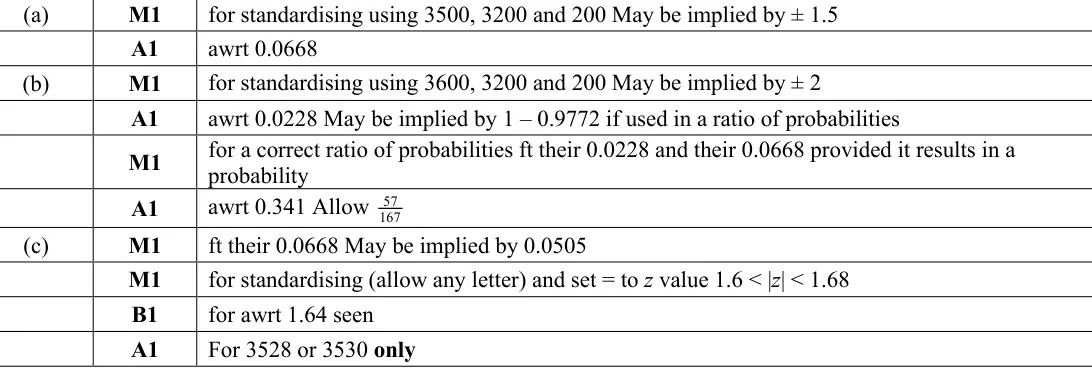 (a) M1 for standardising using 3500, 3200 and 200 May be implied by ± 1.5
A1 awrt 0.0668
(b) M1 for standardising using 3600, 3200 and 200 May be implied by ± 2
A1 awrt 0.0228 May be implied by 1 – 0.9772 if used in a ratio of probabilities
M1 for a correct ratio of probabilities ft their 0.0228 and their 0.0668 provided it results in a
probability
A1 awrt 0.341 Allow 57/167
(c) M1 ft their 0.0668 May be implied by 0.0505
M1 for standardising (allow any letter) and set = to z value 1.6 < |z| < 1.68
B1 for awrt 1.64 seen
A1 For 3528 or 3530 only